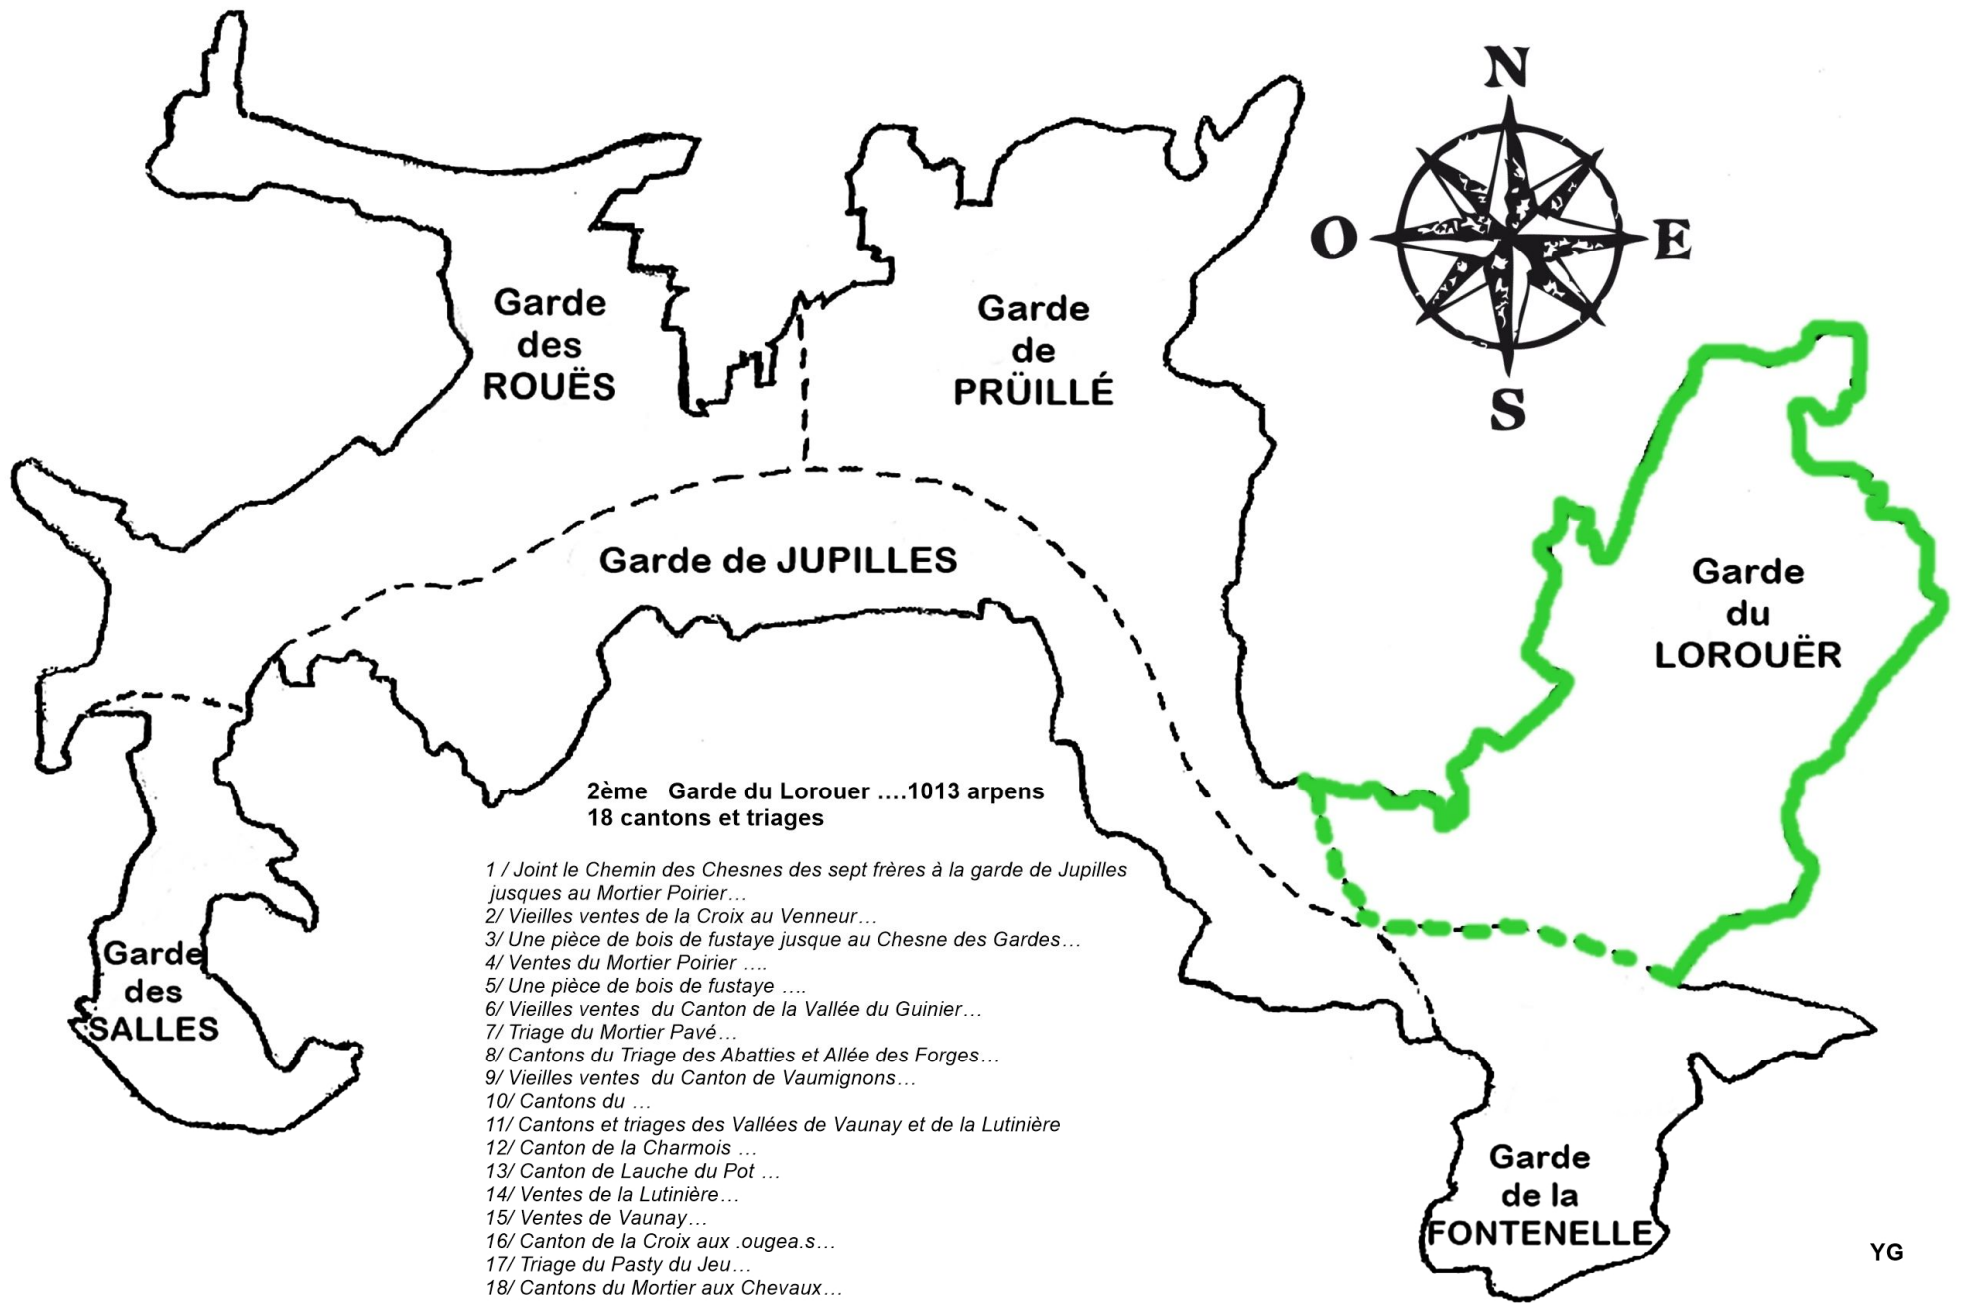 N
O
E
S
Garde
des
ROUËS
Garde
de
PRÜILLÉ
Garde de JUPILLES
Garde
du
LOROUËR
2ème   Garde du Lorouer ….1013 arpens
18 cantons et triages
1 / Joint le Chemin des Chesnes des sept frères à la garde de Jupilles
jusques au Mortier Poirier…
2/ Vieilles ventes de la Croix au Venneur…
3/ Une pièce de bois de fustaye jusque au Chesne des Gardes…
4/ Ventes du Mortier Poirier ….
5/ Une pièce de bois de fustaye ….
6/ Vieilles ventes  du Canton de la Vallée du Guinier…
7/ Triage du Mortier Pavé…
8/ Cantons du Triage des Abatties et Allée des Forges…
9/ Vieilles ventes  du Canton de Vaumignons…
10/ Cantons du …
11/ Cantons et triages des Vallées de Vaunay et de la Lutinière
12/ Canton de la Charmois …
13/ Canton de Lauche du Pot …
14/ Ventes de la Lutinière…
15/ Ventes de Vaunay…
16/ Canton de la Croix aux .ougea.s…
17/ Triage du Pasty du Jeu…
18/ Cantons du Mortier aux Chevaux…
Garde
des
SALLES
Garde
de la
FONTENELLE
YG